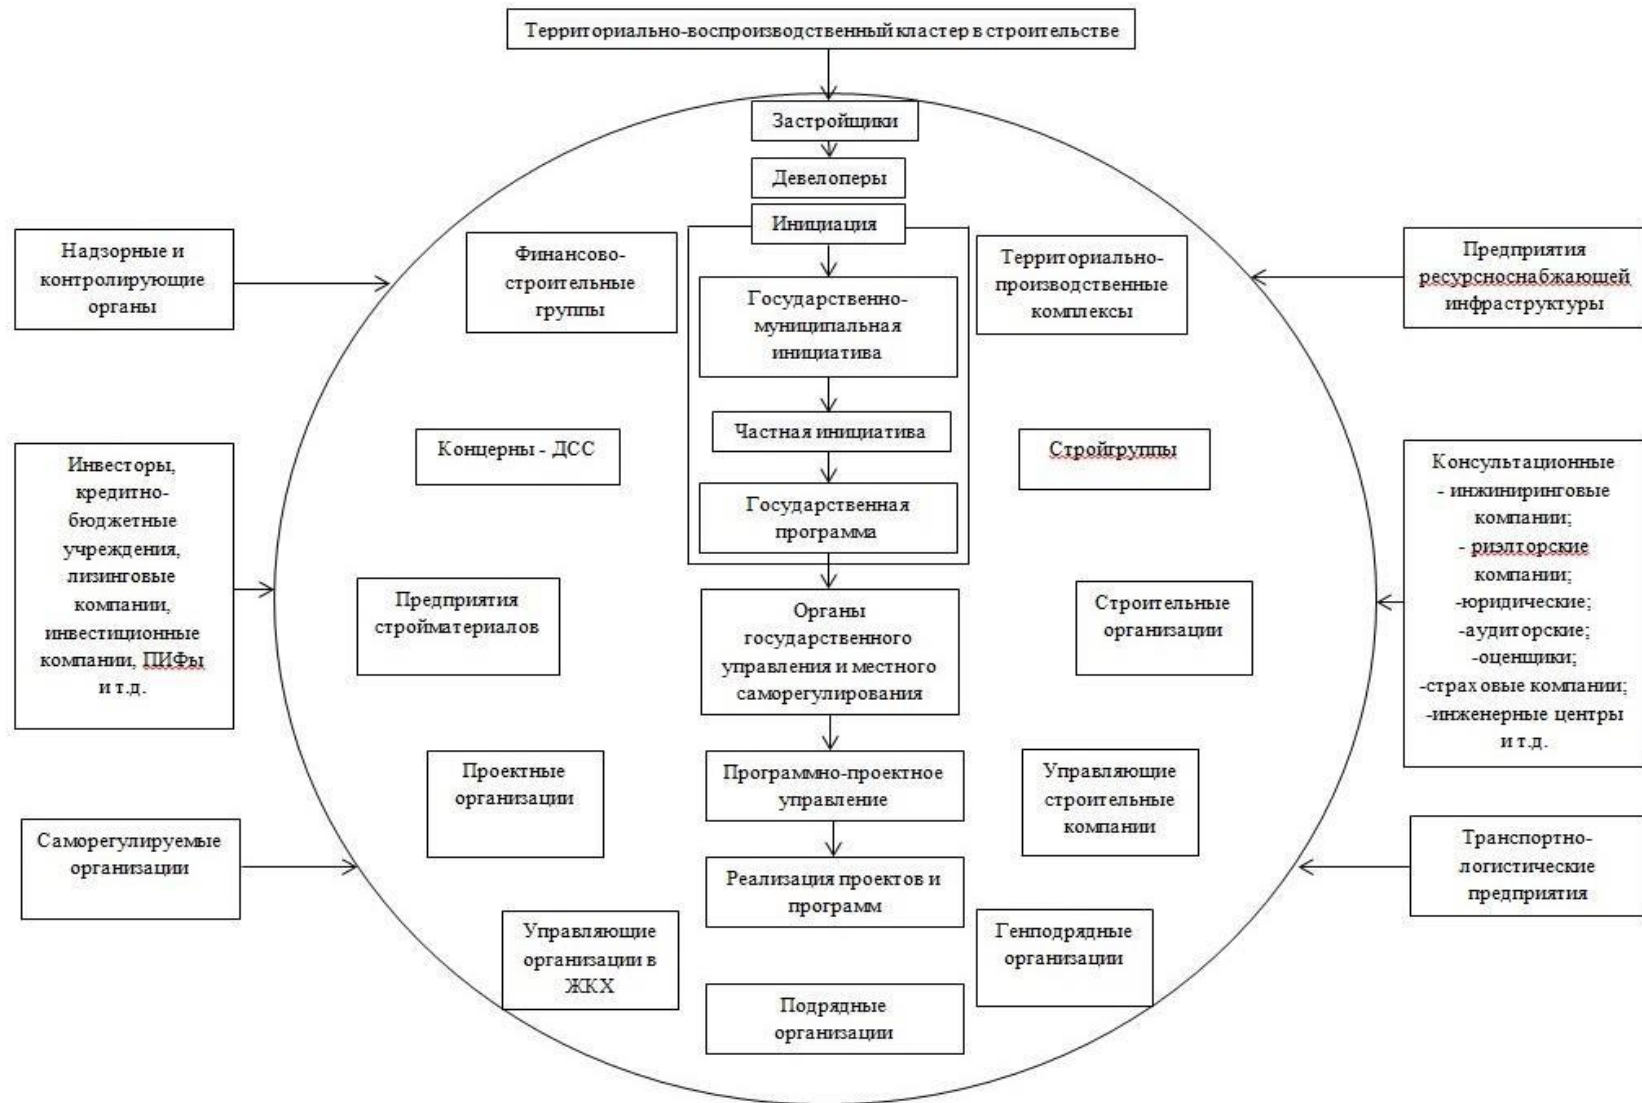 Территориально-воспроизводственный кластер в строительстве
Застройщики
Девелоперы
Инициация
Надзорные и
контролирующие
органы
Финансово-
строительные
группы
Государственно-
муниципальная
инициатива
Территориально-
производственные
комплексы
Предприятия
ресурсноснабжающей
инфраструктуры
Частная инициатива
Концерны - ДСС
Стройгруппы
Государственная
программа
Инвесторы,
кредитно-
бюджетные
учреждения,
лизинговые
компании,
инвестиционные
компании, ПИФы
и т.д.
Консультационные
- инжиниринговые
компании;
- риэлторские
компании;
-юридические;
-аудиторские;
-оценщики;
-страховые компании;
-инженерные центры
и т.д.
Предприятия
стройматериалов
Органы
государственного
управления и местного
саморегулирования
Строительные
организации
Проектные
организации
Программно-проектное
управление
Управляющие
строительные
компании
Саморегулируемые
организации
Реализация проектов и
программ
Транспортно-
логистические
предприятия
Управляющие
организации в
ЖКХ
Генподрядные
организации
Подрядные
организации